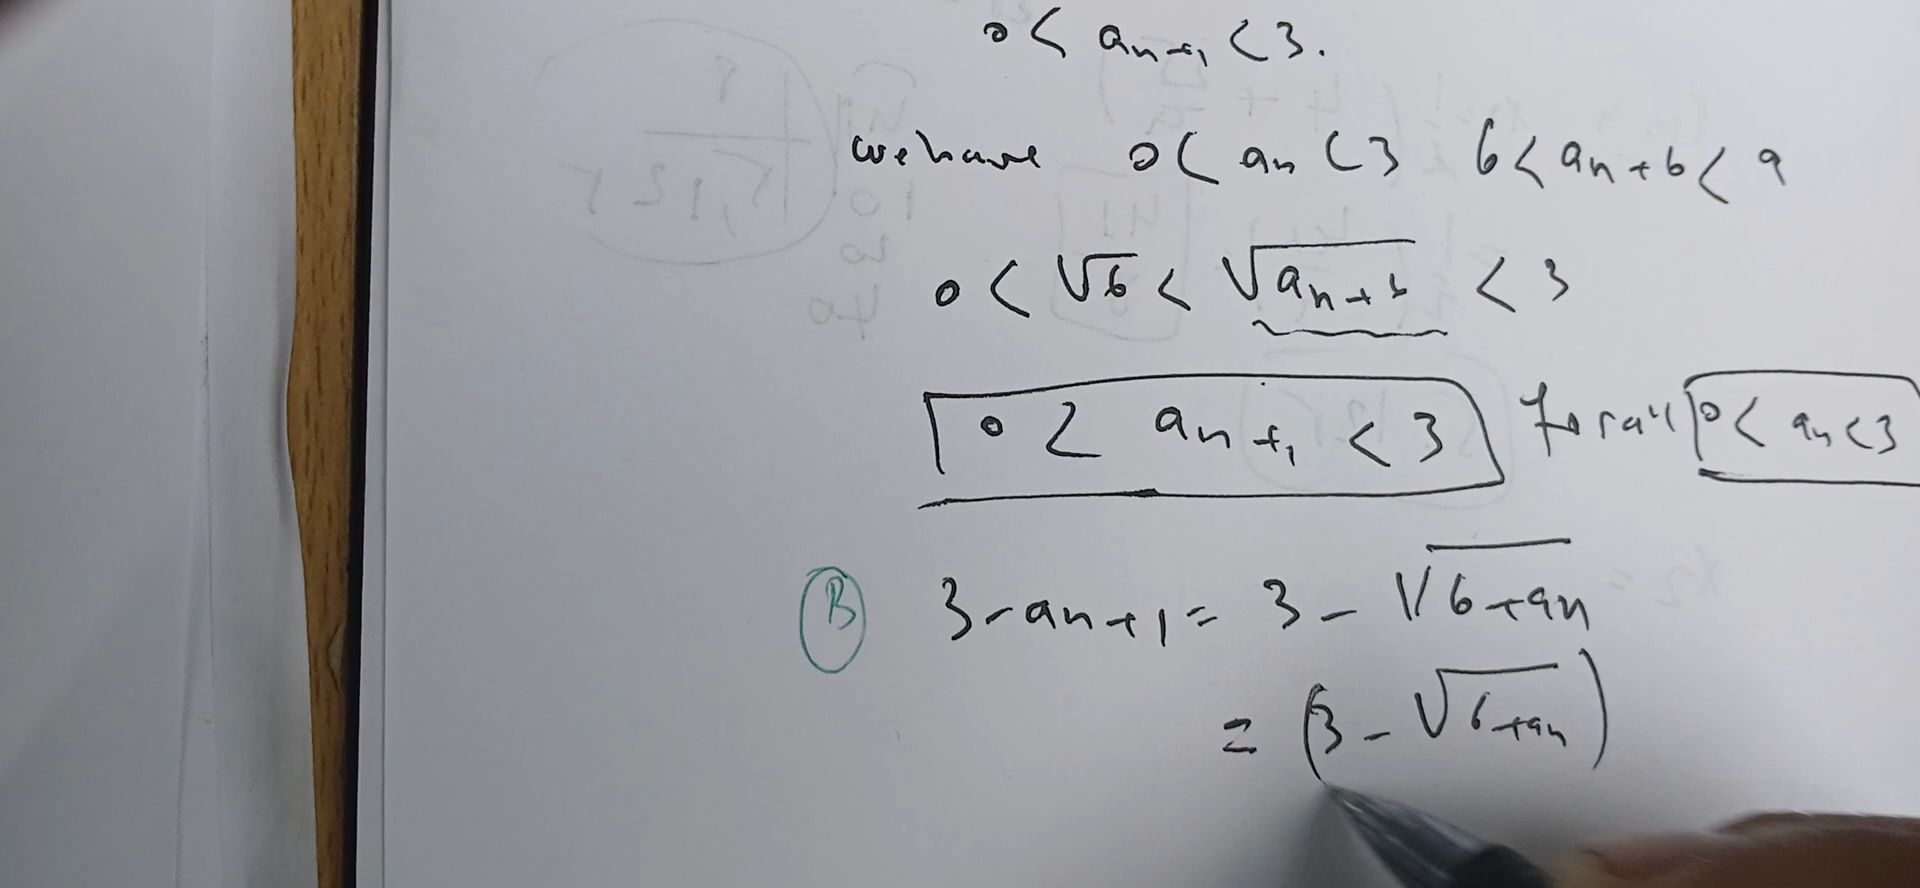 0 < aₙ₊₁ < 3.
we have 0 < aₙ < 3 6 < aₙ + 6 < 9
0 < √6 < √(aₙ + 6) < 3
0 < aₙ₊₁ < 3 for all 0 < aₙ < 3
B 3 - aₙ₊₁ = 3 - √(6 + aₙ)
= (3 - √(6 + aₙ))